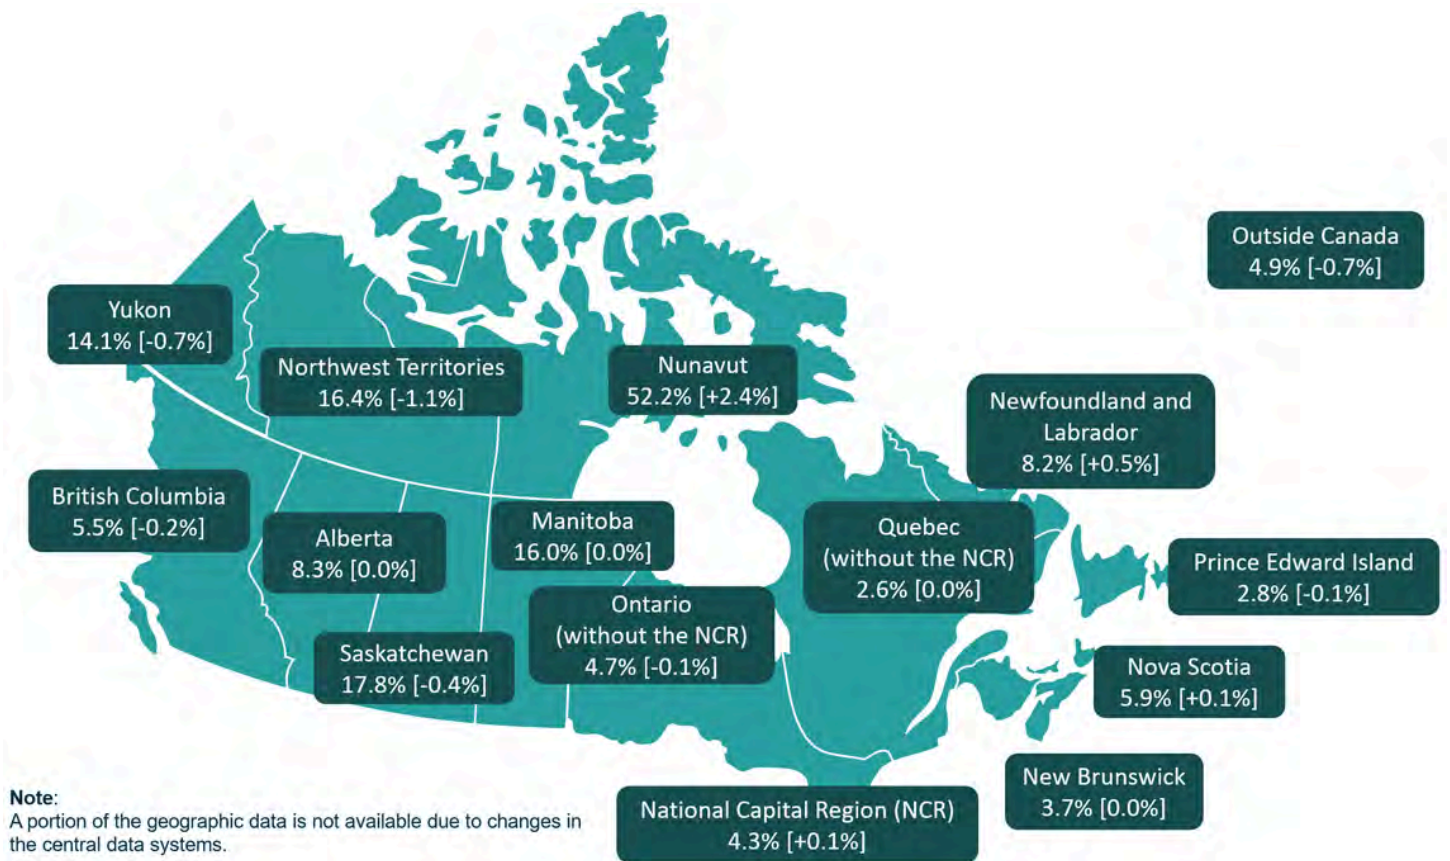 Outside Canada
4.9% [-0.7%]
Yukon
14.1% [-0.7%]
Northwest Territories
16.4% [-1.1%]
Nunavut
52.2% [+2.4%]
Newfoundland and
Labrador
8.2% [+0.5%]
British Columbia
5.5% [-0.2%]
Alberta
8.3% [0.0%]
Manitoba
16.0% [0.0%]
Quebec
(without the NCR)
2.6% [0.0%]
Prince Edward Island
2.8% [-0.1%]
Ontario
(without the NCR)
4.7% [-0.1%]
Saskatchewan
17.8% [-0.4%]
Nova Scotia
5.9% [+0.1%]
New Brunswick
3.7% [0.0%]
National Capital Region (NCR)
4.3% [+0.1%]
Note:
A portion of the geographic data is not available due to changes in
the central data systems.